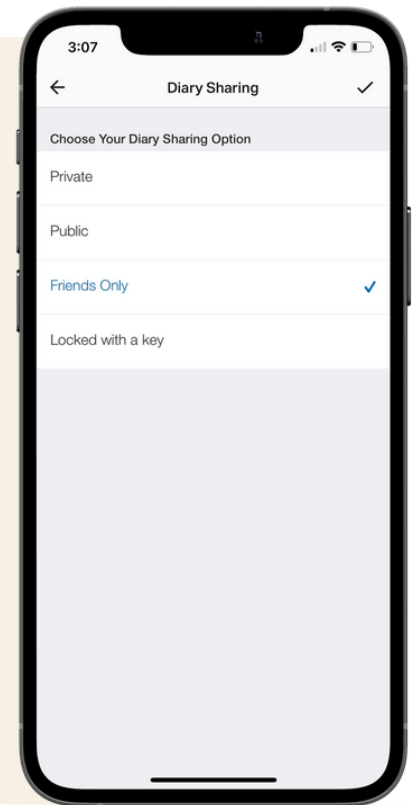 3:07
Diary Sharing
Choose Your Diary Sharing Option
Private
Public
Friends Only
Locked with a key